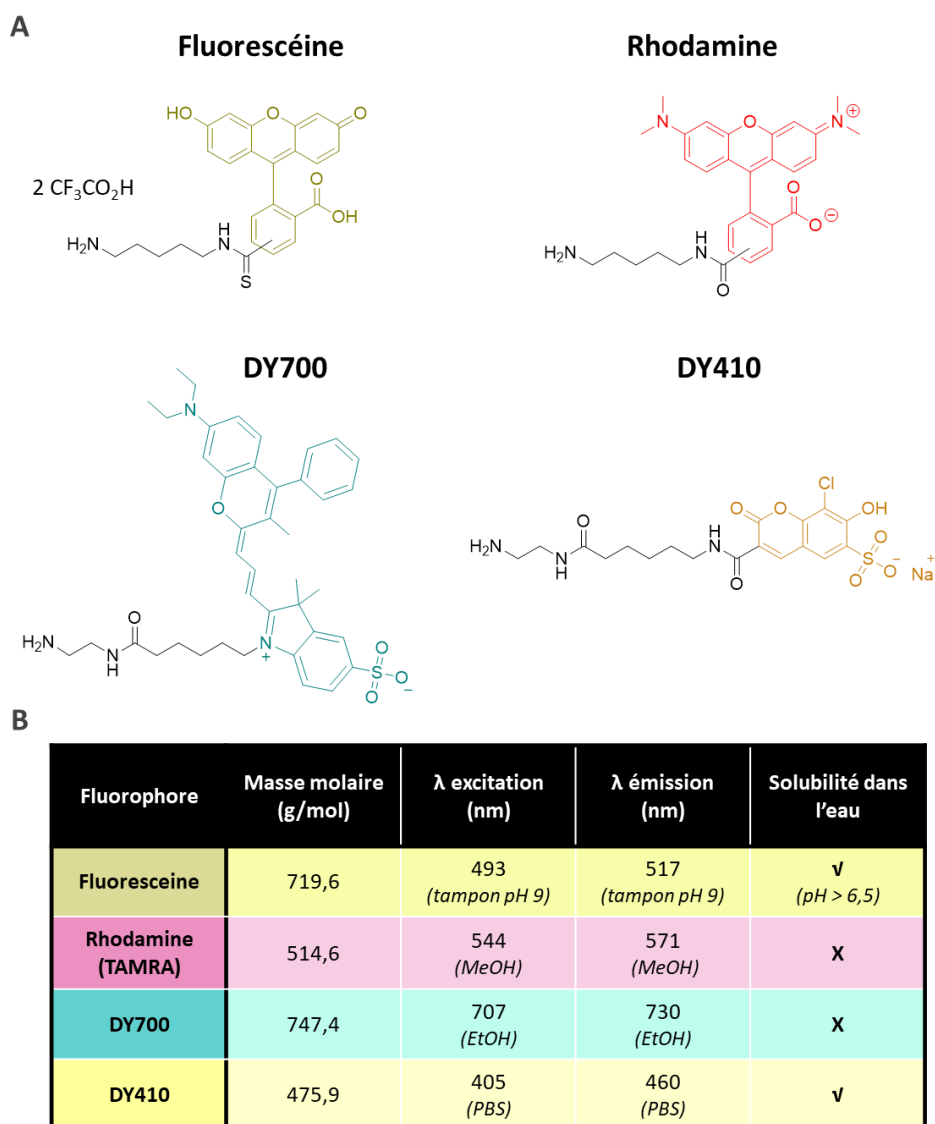 A
Fluorescéine
Rhodamine
HO
O
O
2 CF₃CO₂H
O
OH
H₂N
H
N
S
N
O
N
⊕
O
O
⊖
H₂N
H
N
O
DY700
DY410
N
O
H₂N
O
N
H
N
+
O
S
O
O
−
H₂N
O
N
H
H
N
O
O
O
Cl
OH
O
S
O
O
−
Na
+
B
Fluorophore
Masse molaire
(g/mol)
λ excitation
(nm)
λ émission
(nm)
Solubilité dans
l’eau
Fluoresceine
719,6
493
(tampon pH 9)
517
(tampon pH 9)
√
(pH > 6,5)
Rhodamine
(TAMRA)
514,6
544
(MeOH)
571
(MeOH)
X
DY700
747,4
707
(EtOH)
730
(EtOH)
X
DY410
475,9
405
(PBS)
460
(PBS)
√